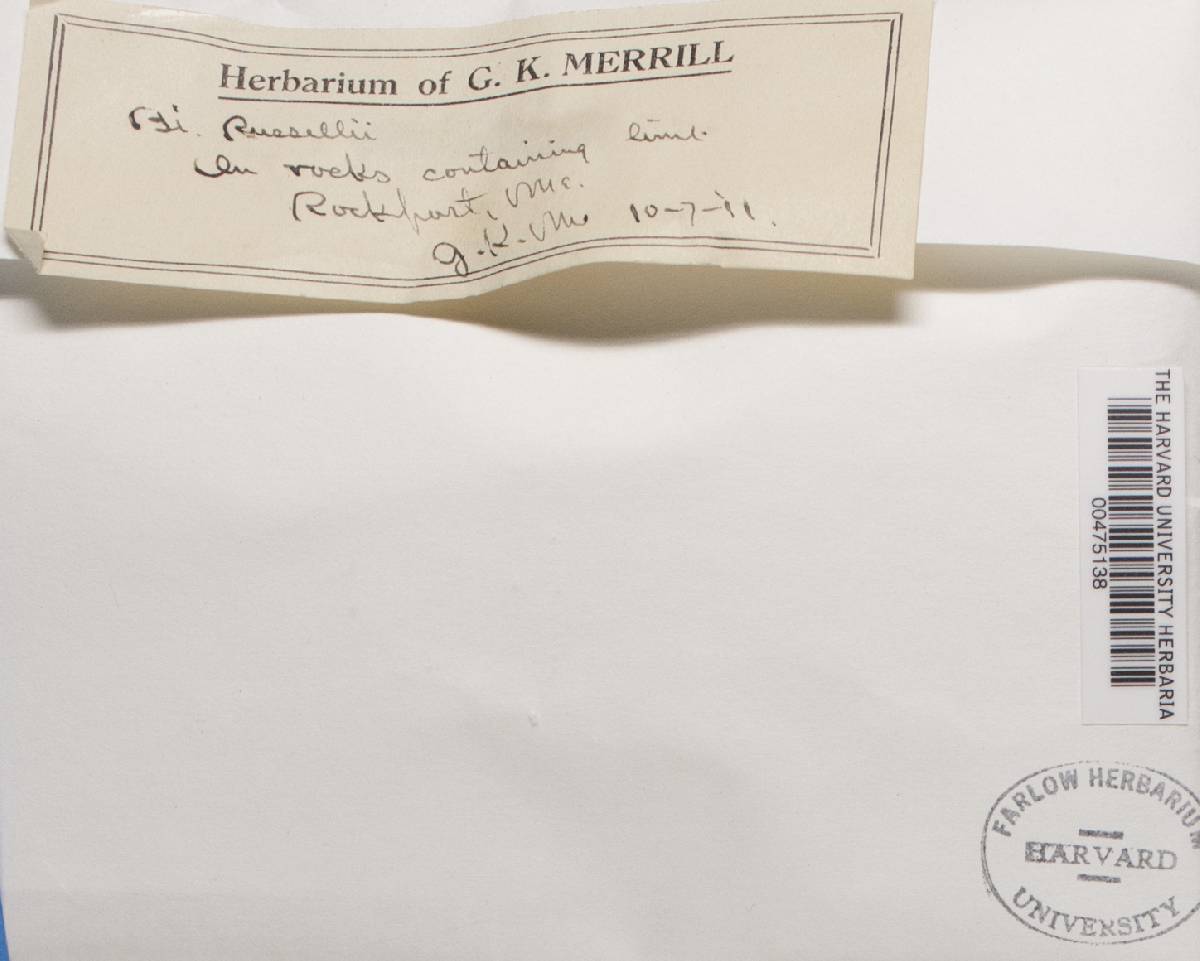 Herbarium of G. K. MERRILL
Russellii
On rocks containing lime.
Rockport, Me.
G. K. M. 10-7-'11.
THE HARVARD UNIVERSITY HERBARIA
00475138
FARLOW HERBARIUM
HARVARD
UNIVERSITY